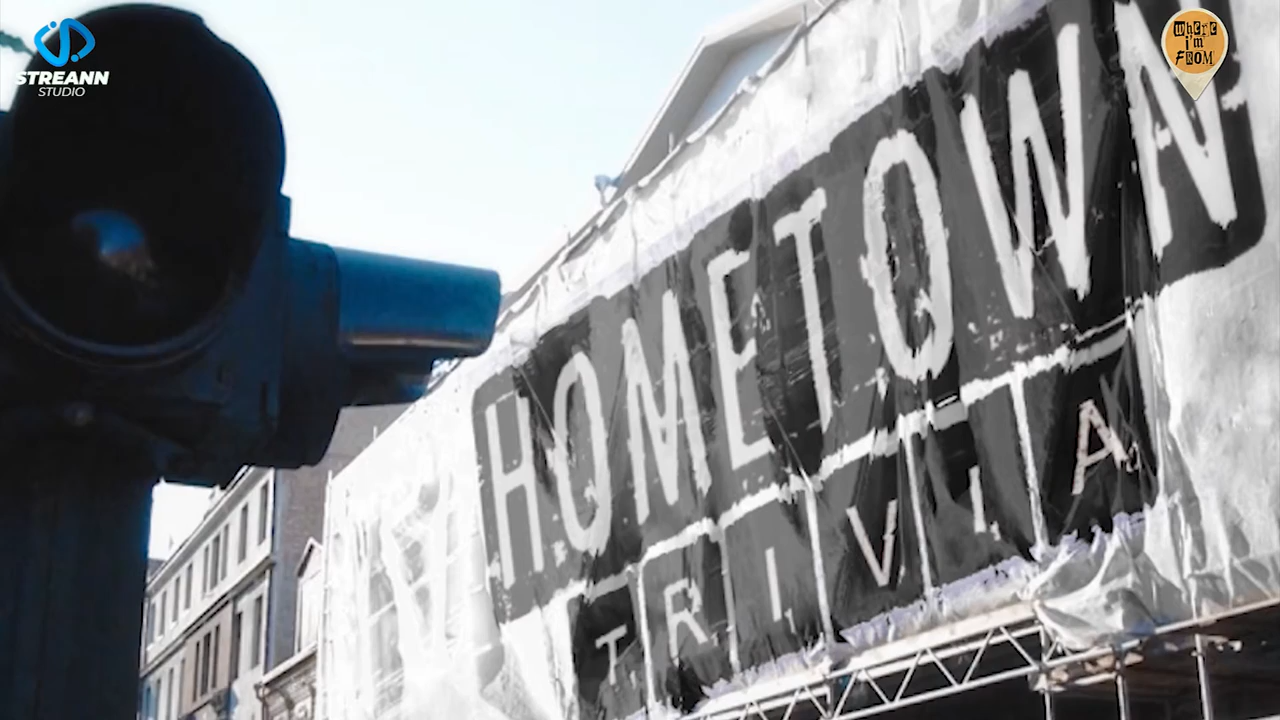 STREANN
STUDIO
where
i'm
FROM
HOMETOWN
TRIVIA